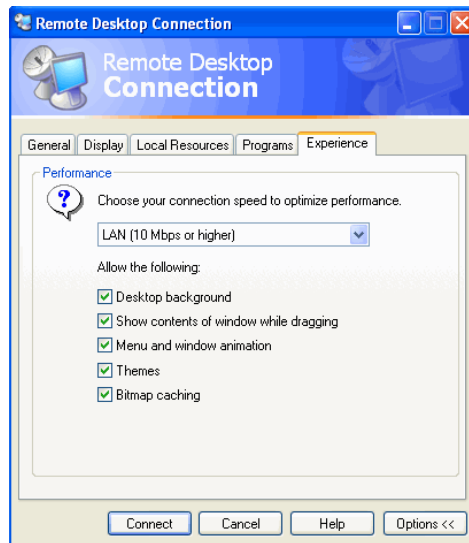 Remote Desktop Connection
Remote Desktop
Connection
General Display Local Resources Programs Experience
Performance
Choose your connection speed to optimize performance.
LAN (10 Mbps or higher)
Allow the following:
Desktop background
Show contents of window while dragging
Menu and window animation
Themes
Bitmap caching
Connect Cancel Help Options <<